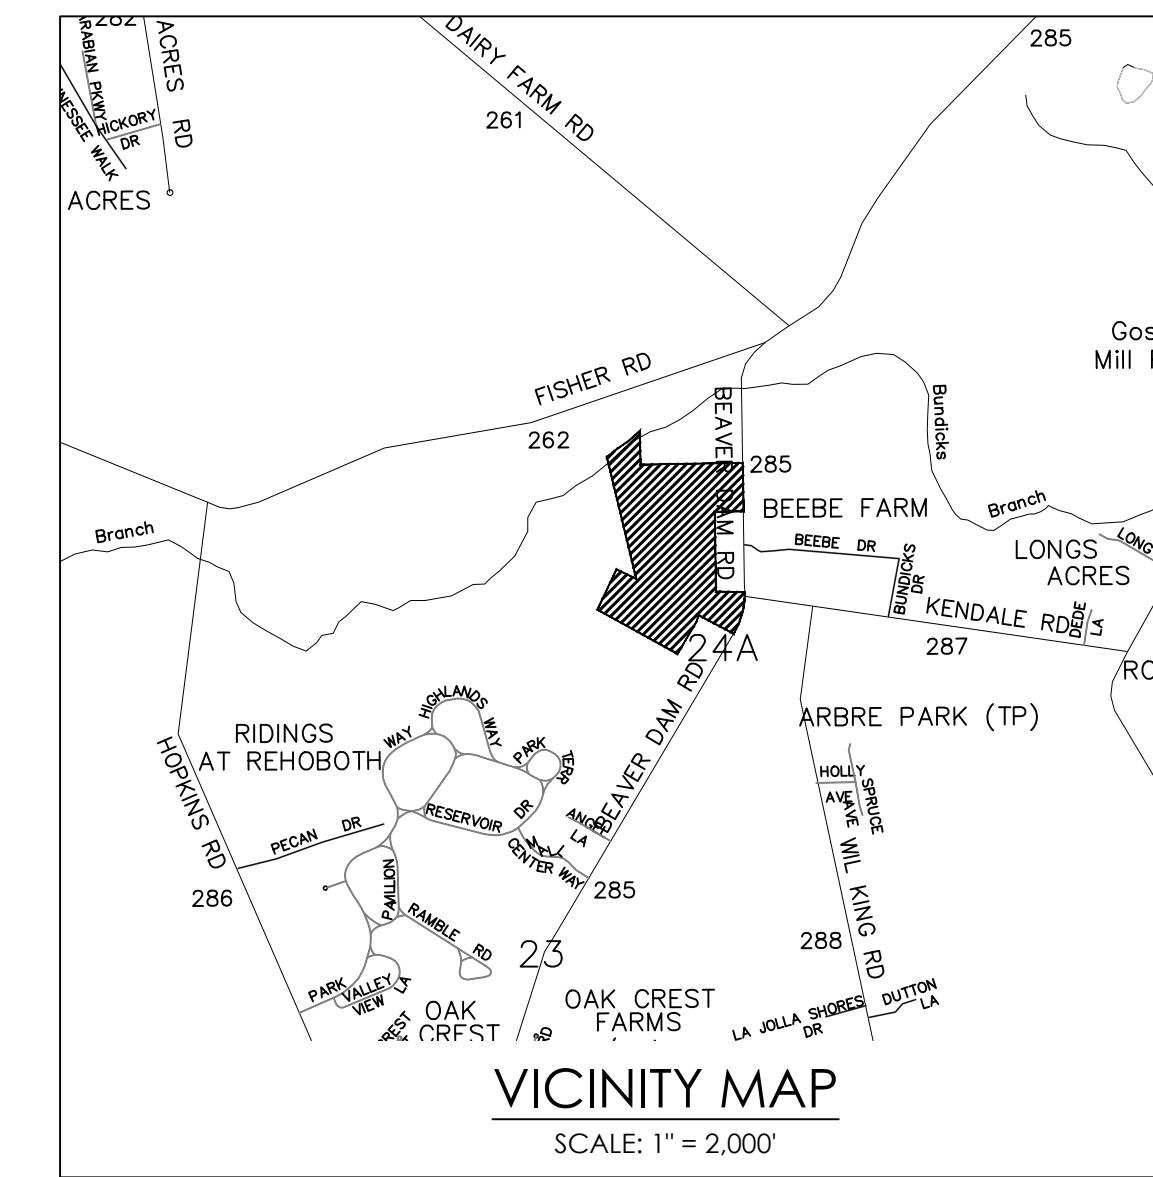 282
ACRES RD
HICKORY
DR
ACRES
DAIRY FARM RD
261
285
FISHER RD
262
BEAVER DAM RD
285
Bundicks
Branch
Branch
BEEBE FARM
BEEBE DR
BUNDICKS
DR
LONGS
ACRES
KENDALE RD
287
DEDE
LA
24A
BEAVER DAM RD
ARBRE PARK (TP)
RIDINGS
AT REHOBOTH
HIGHLANDS WAY
WAY
PARK
TERR
RESERVOIR DR
HOPKINS RD
PECAN DR
286
PAVILLION
RAMBLE RD
CENTER WAY
LA
285
23
HOLLY
AVE
SPRUCE
AVE
WIL KING RD
288
PARK
VALLEY
VIEW LA
OAK
CREST
OAK CREST
FARMS
LA JOLLA SHORES
DR
DUTTON
LA
VICINITY MAP
SCALE: 1" = 2,000'